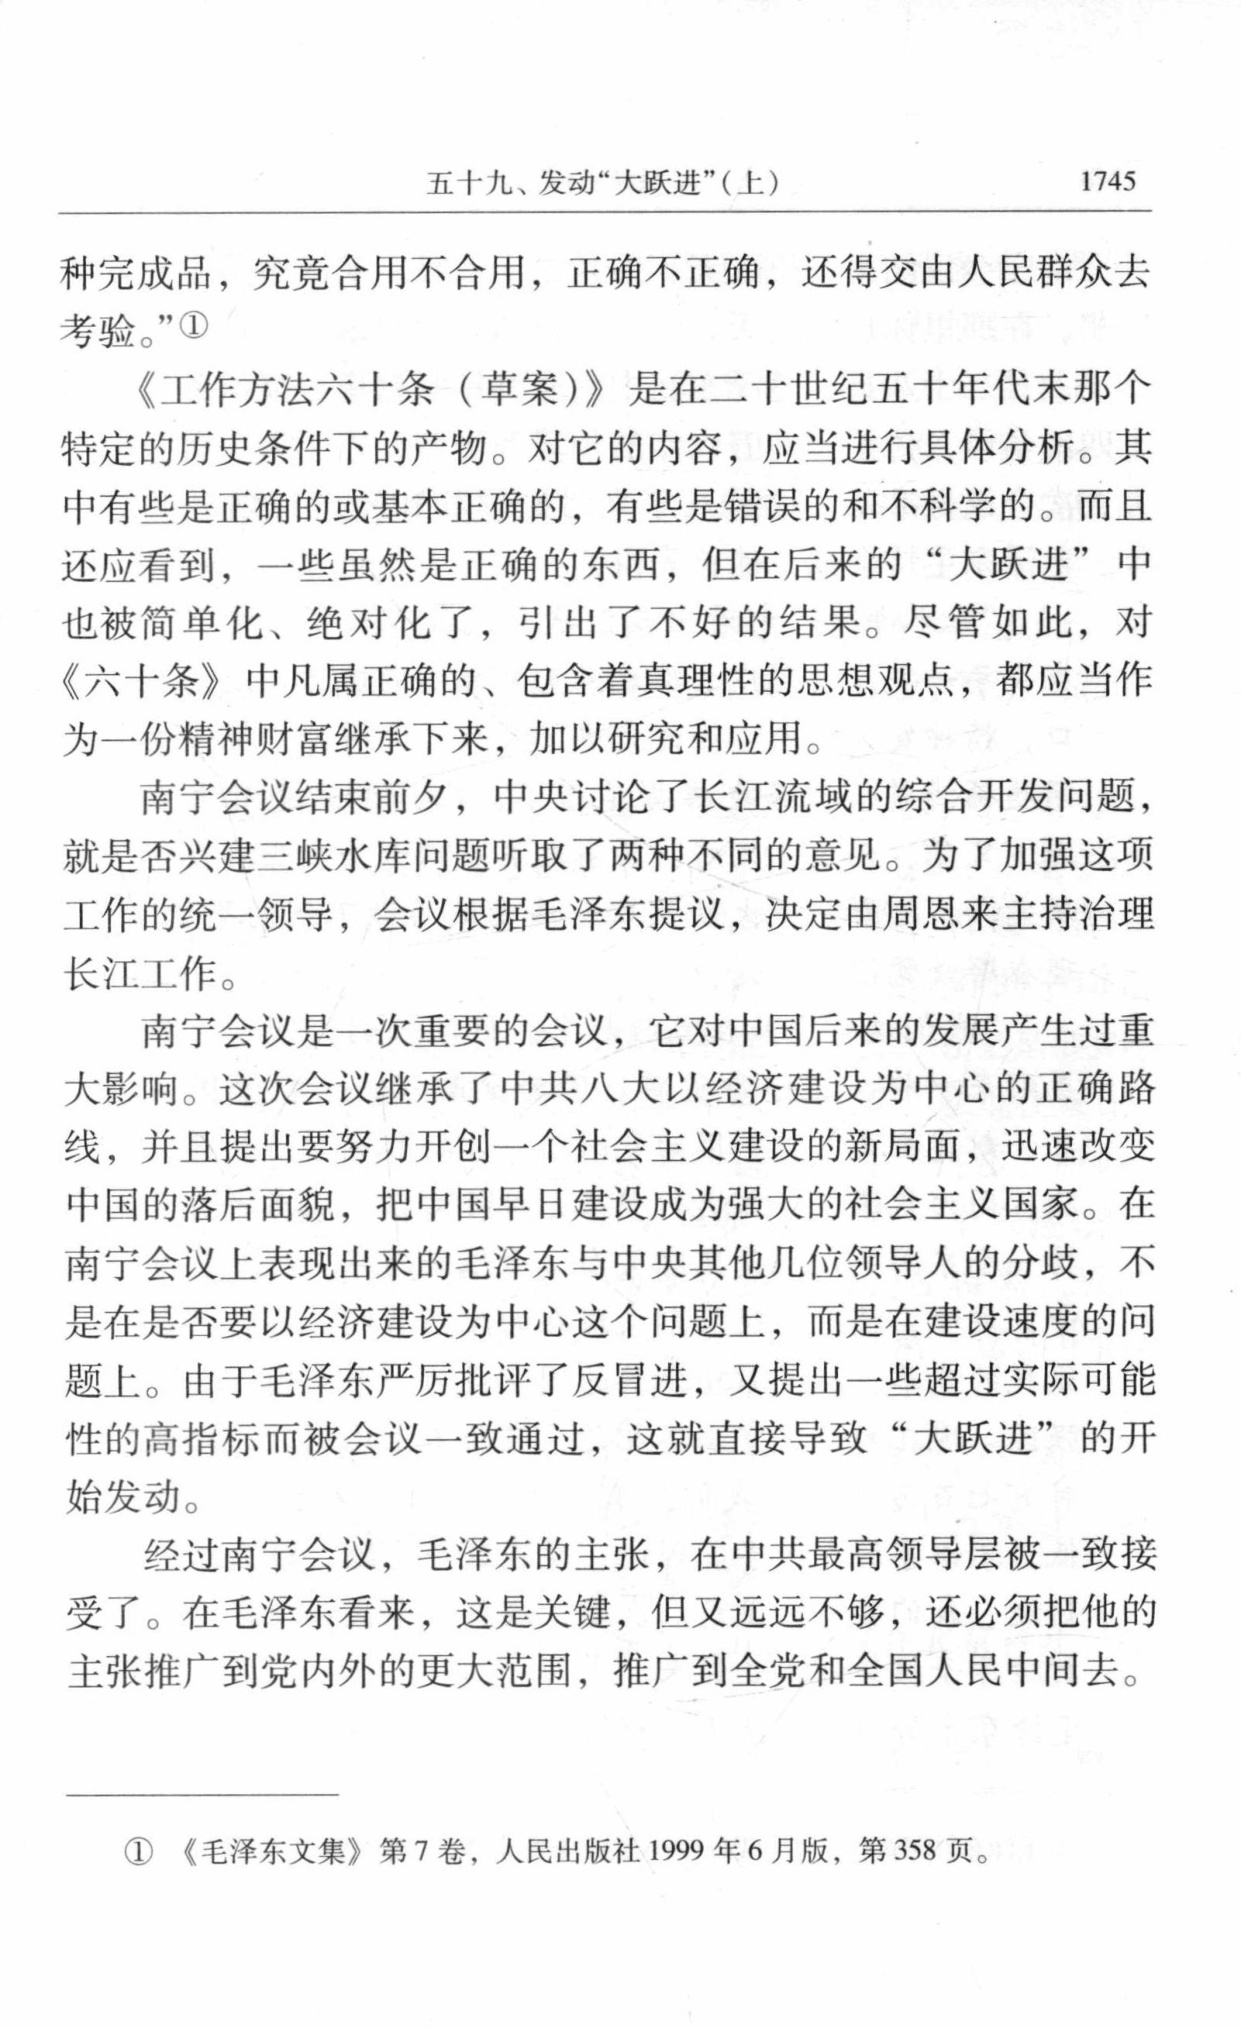 五十九、发动“大跃进”（上） 1745
种完成品，究竟合用不合用，正确不正确，还得交由人民群众去
考验。”①
《工作方法六十条（草案）》是在二十世纪五十年代末那个
特定的历史条件下的产物。对它的内容，应当进行具体分析。其
中有些是正确的或基本正确的，有些是错误的和不科学的。而且
还应看到，一些虽然是正确的东西，但在后来的“大跃进”中
也被简单化、绝对化了，引出了不好的结果。尽管如此，对
《六十条》中凡属正确的、包含着真理性的思想观点，都应当作
为一份精神财富继承下来，加以研究和应用。
南宁会议结束前夕，中央讨论了长江流域的综合开发问题，
就是否兴建三峡水库问题听取了两种不同的意见。为了加强这项
工作的统一领导，会议根据毛泽东提议，决定由周恩来主持治理
长江工作。
南宁会议是一次重要的会议，它对中国后来的发展产生过重
大影响。这次会议继承了中共八大以经济建设为中心的正确路
线，并且提出要努力开创一个社会主义建设的新局面，迅速改变
中国的落后面貌，把中国早日建设成为强大的社会主义国家。在
南宁会议上表现出来的毛泽东与中央其他几位领导人的分歧，不
是在是否要以经济建设为中心这个问题上，而是在建设速度的问
题上。由于毛泽东严厉批评了反冒进，又提出一些超过实际可能
性的高指标而被会议一致通过，这就直接导致“大跃进”的开
始发动。
经过南宁会议，毛泽东的主张，在中共最高领导层被一致接
受了。在毛泽东看来，这是关键，但又远远不够，还必须把他的
主张推广到党内外的更大范围，推广到全党和全国人民中间去。
① 《毛泽东文集》第7卷，人民出版社1999年6月版，第358页。